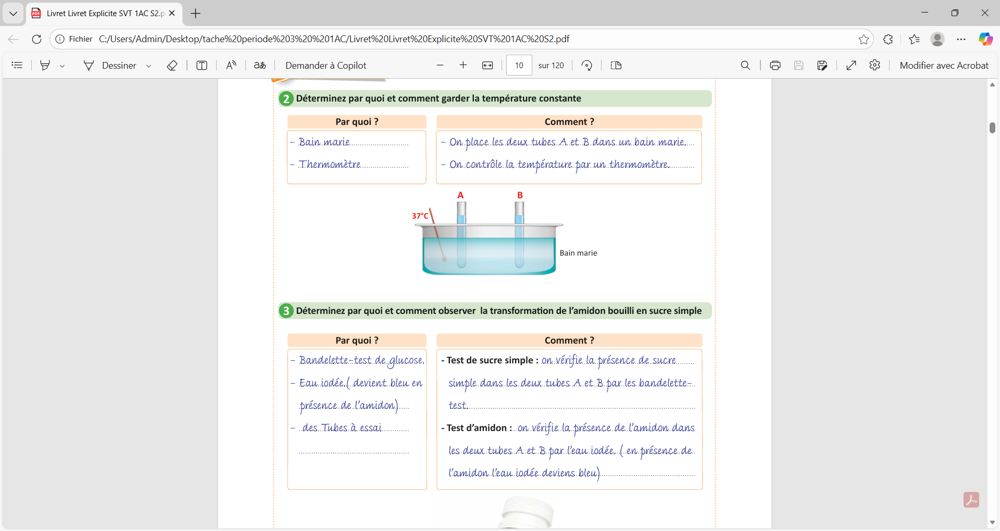 Livret Livret Explicite SVT 1AC S2.p
Fichier C:/Users/Admin/Desktop/tache%20periode%203%20%201AC/Livret%20Livret%20Explicite%20SVT%201AC%20S2.pdf
Dessiner
Demander à Copilot
10 sur 120
Modifier avec Acrobat
2 Déterminez par quoi et comment garder la température constante
Par quoi ?
- Bain marie
- Thermomètre
Comment ?
- On place les deux tubes A et B dans un bain marie.
- On contrôle la température par un thermomètre.
A B
37°C
Bain marie
3 Déterminez par quoi et comment observer la transformation de l'amidon bouilli en sucre simple
Par quoi ?
- Bandelette-test de glucose.
- Eau iodée.( devient bleu en
présence de l'amidon)
- des Tubes à essai
Comment ?
- Test de sucre simple : on vérifie la présence de sucre
simple dans les deux tubes A et B par les bandelette-
test.
- Test d'amidon : on vérifie la présence de l'amidon dans
les deux tubes A et B par l'eau iodée. ( en présence de
l'amidon l'eau iodée deviens bleu)